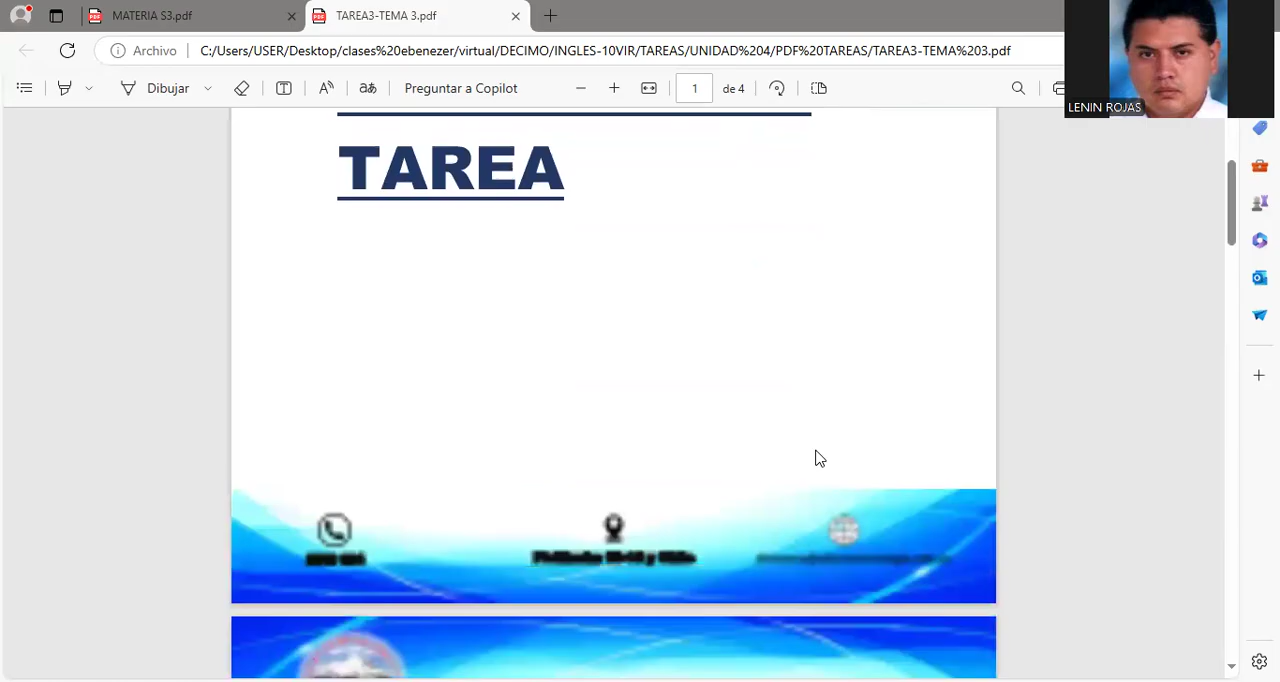 MATERIA S3.pdf
TAREA3-TEMA 3.pdf
Archivo
C:/Users/USER/Desktop/clases%20ebenezer/virtual/DECIMO/INGLES-10VIR/TAREAS/UNIDAD%204/PDF%20TAREAS/TAREA3-TEMA%203.pdf
Dibujar
Preguntar a Copilot
1
de 4
LENIN ROJAS
TAREA